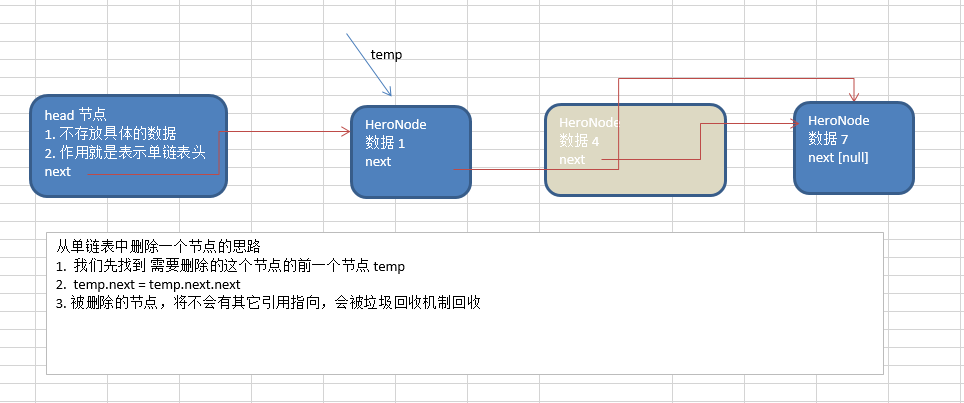 temp
head 节点
1. 不存放具体的数据
2. 作用就是表示单链表头
next
HeroNode
数据 1
next
HeroNode
数据 4
next
HeroNode
数据 7
next [null]
从单链表中删除一个节点的思路
1. 我们先找到 需要删除的这个节点的前一个节点 temp
2. temp.next = temp.next.next
3. 被删除的节点，将不会有其它引用指向，会被垃圾回收机制回收